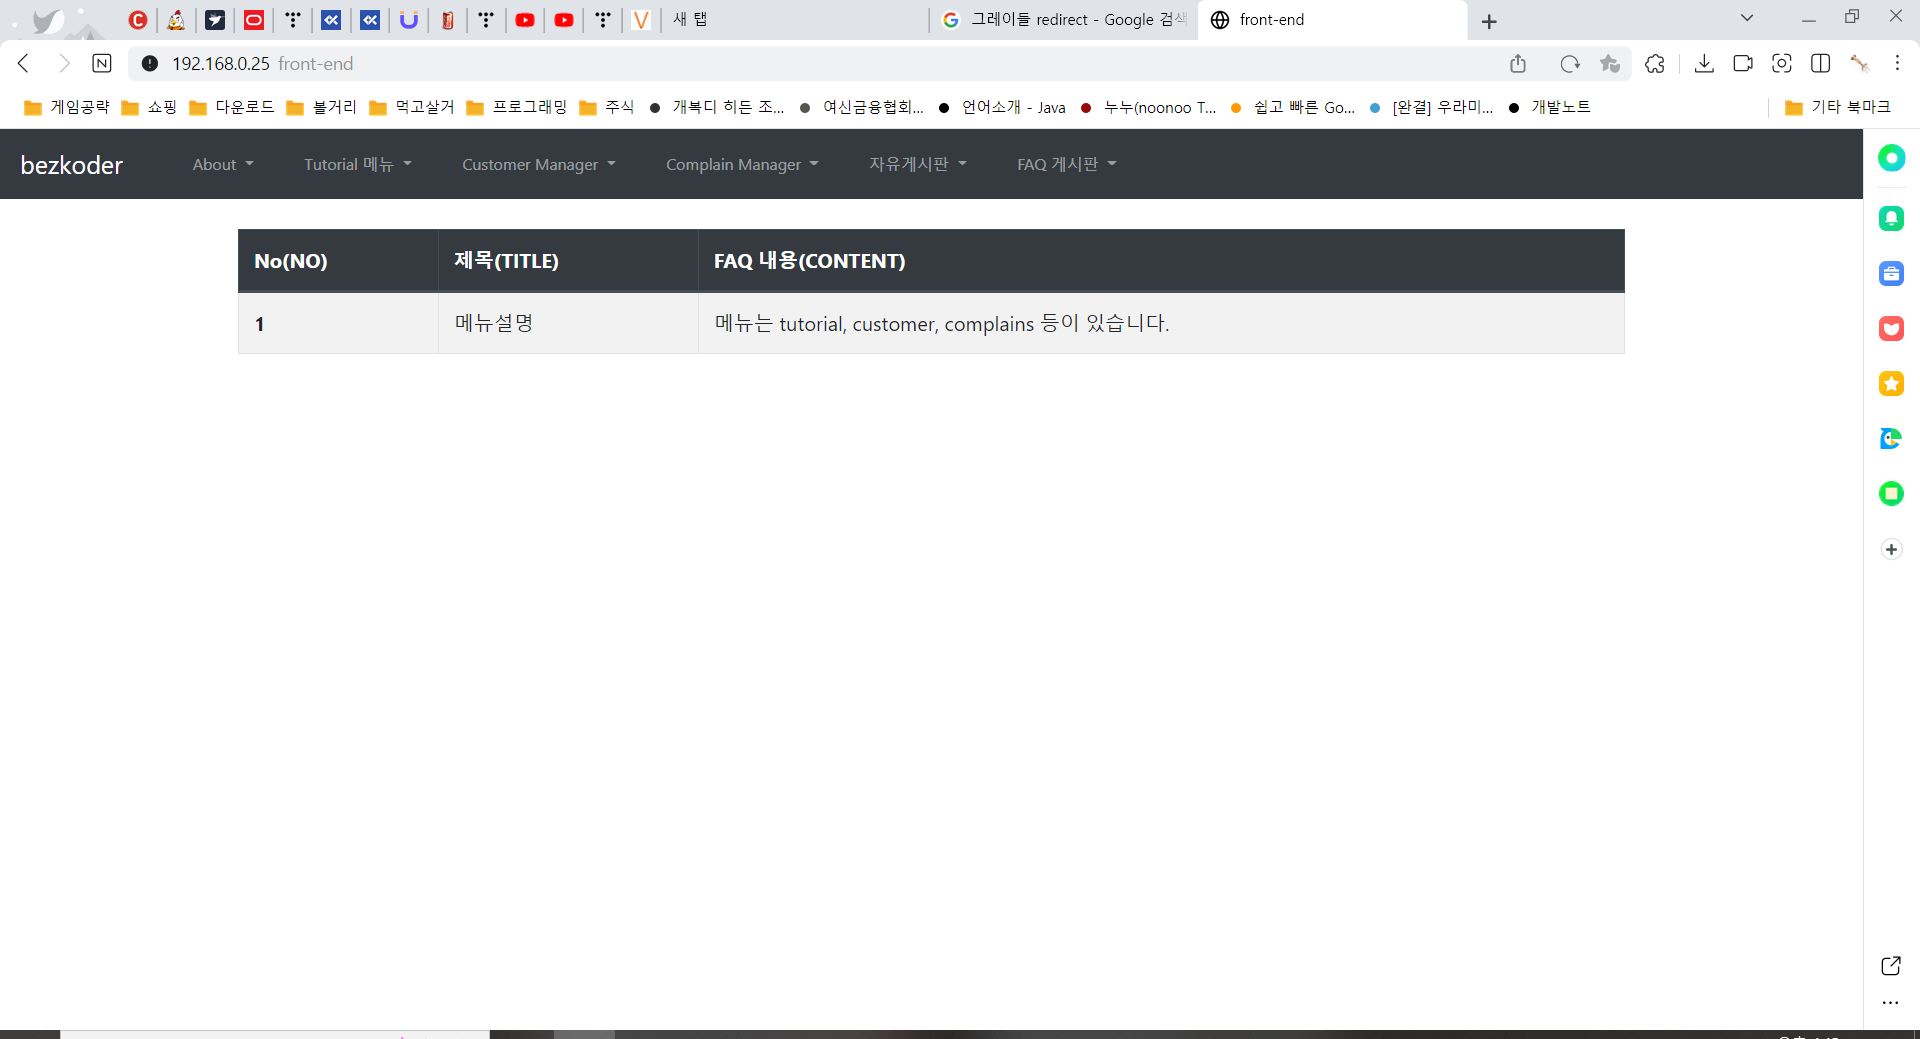 새 탭
그레이들 redirect - Google 검색
front-end
192.168.0.25 front-end
게임공략 쇼핑 다운로드 볼거리 먹고살거 프로그래밍 주식 개복디 히든 조... 여신금융협회... 언어소개 - Java 누누(noonoo T... 쉽고 빠른 Go... [완결] 우라미... 개발노트 기타 북마크
bezkoder About Tutorial 메뉴 Customer Manager Complain Manager 자유게시판 FAQ 게시판
No(NO) 제목(TITLE) FAQ 내용(CONTENT)
1 메뉴설명 메뉴는 tutorial, customer, complains 등이 있습니다.